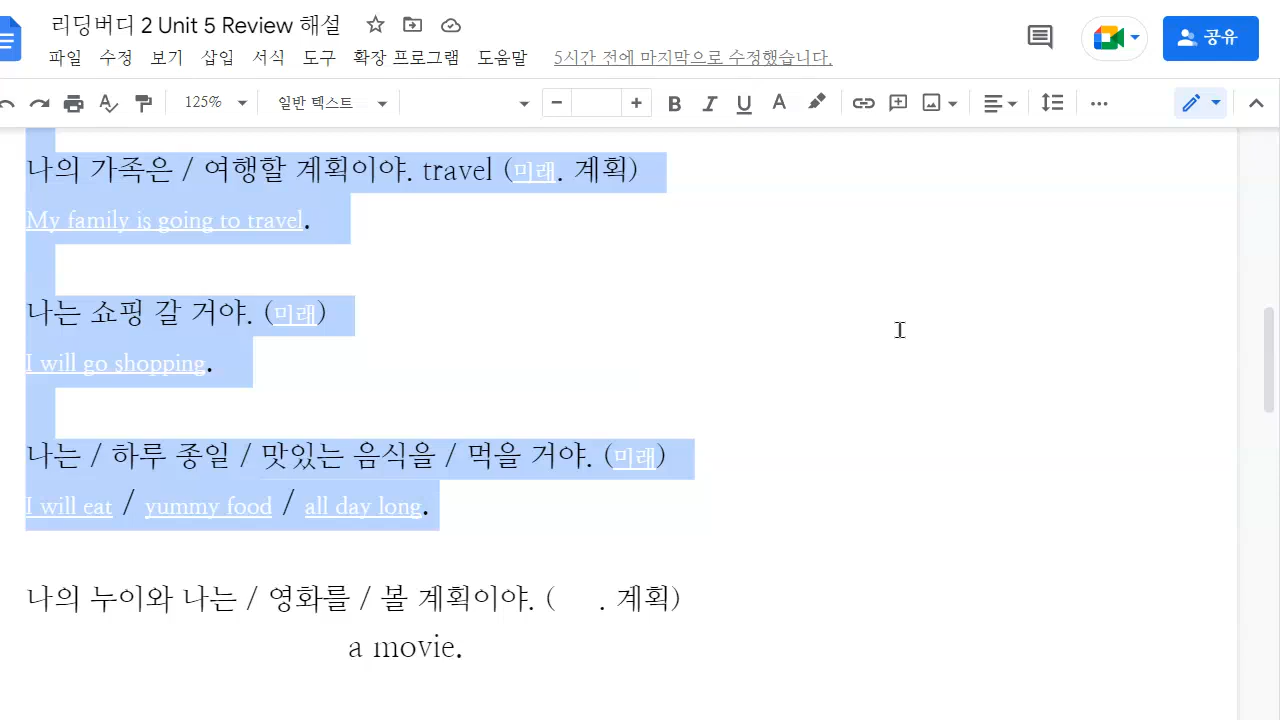 리딩버디 2 Unit 5 Review 해설
파일 수정 보기 삽입 서식 도구 확장 프로그램 도움말 5시간 전에 마지막으로 수정했습니다.
공유
125% 일반 텍스트
나의 가족은 / 여행할 계획이야. travel (미래. 계획)
My family is going to travel.
나는 쇼핑 갈 거야. (미래)
I will go shopping.
나는 / 하루 종일 / 맛있는 음식을 / 먹을 거야. (미래)
I will eat / yummy food / all day long.
나의 누이와 나는 / 영화를 / 볼 계획이야. ( . 계획)
a movie.